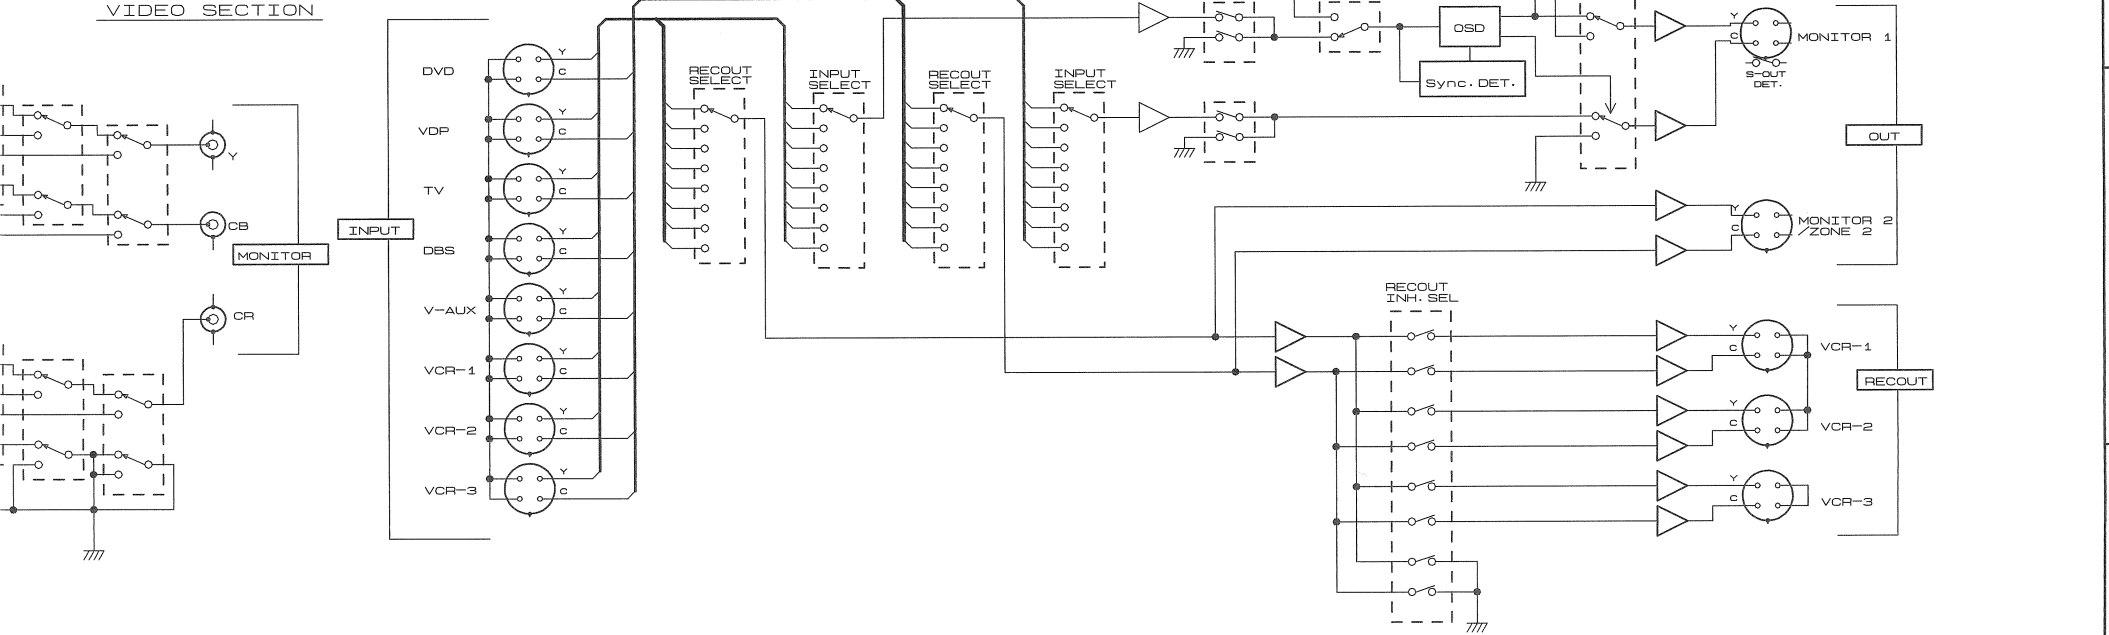 VIDEO SECTION
Y
CB
MONITOR
CR
INPUT
DVD
Y
C
VDP
Y
C
TV
Y
C
DBS
Y
C
V-AUX
Y
C
VCR-1
Y
C
VCR-2
Y
C
VCR-3
Y
C
RECOUT
SELECT
INPUT
SELECT
RECOUT
SELECT
INPUT
SELECT
OSD
Sync.DET.
Y
C
MONITOR 1
S-OUT
DET.
OUT
Y
C
MONITOR 2
/ZONE 2
RECOUT
INH.SEL
Y
C
VCR-1
RECOUT
Y
C
VCR-2
Y
C
VCR-3